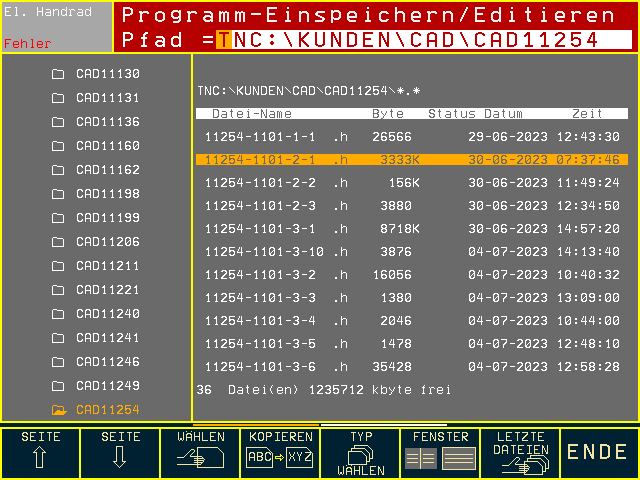 El. Handrad
Fehler
Programm-Einspeichern/Editieren
Pfad =TNC:\KUNDEN\CAD\CAD11254
CAD11130
CAD11131
CAD11136
CAD11160
CAD11162
CAD11198
CAD11199
CAD11206
CAD11211
CAD11221
CAD11240
CAD11241
CAD11246
CAD11249
CAD11254
TNC:\KUNDEN\CAD\CAD11254\*.*
Datei-Name Byte Status Datum Zeit
11254-1101-1-1 .h 26566 29-06-2023 12:43:30
11254-1101-2-1 .h 3333K 30-06-2023 07:37:46
11254-1101-2-2 .h 156K 30-06-2023 11:49:24
11254-1101-2-3 .h 3880 30-06-2023 12:34:50
11254-1101-3-1 .h 8718K 30-06-2023 14:57:20
11254-1101-3-10 .h 3876 04-07-2023 14:13:40
11254-1101-3-2 .h 16056 04-07-2023 10:40:32
11254-1101-3-3 .h 1380 04-07-2023 13:09:00
11254-1101-3-4 .h 2046 04-07-2023 10:44:00
11254-1101-3-5 .h 1478 04-07-2023 12:48:10
11254-1101-3-6 .h 35428 04-07-2023 12:58:28
36 Datei(en) 1235712 kbyte frei
SEITE
SEITE
WÄHLEN
KOPIEREN
ABC XYZ
TYP
WÄHLEN
FENSTER
LETZTE
DATEIEN
ENDE